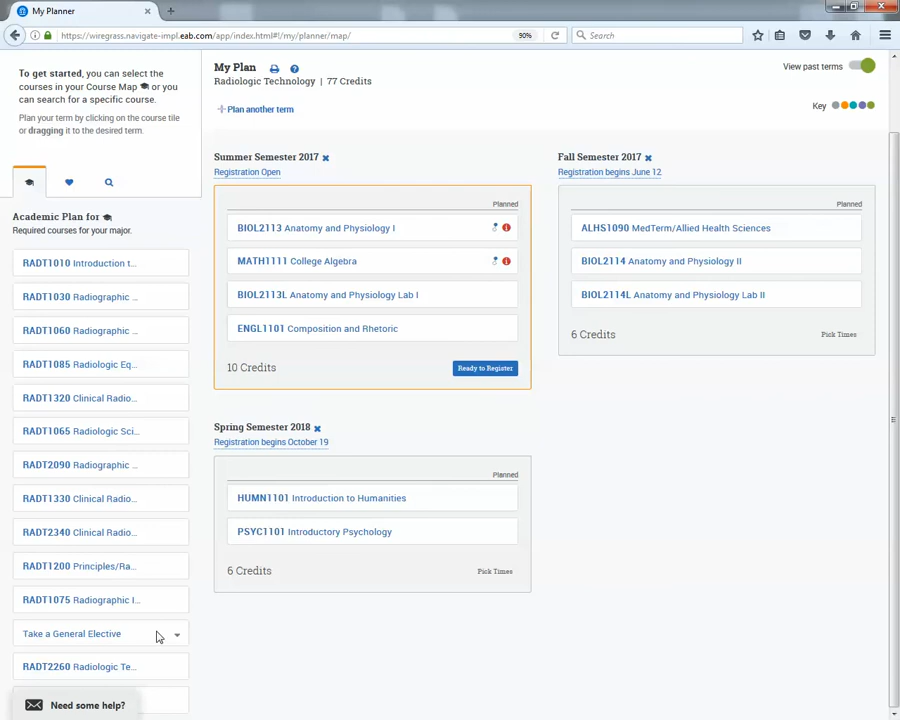 My Planner
https://wiregrass.navigate-impl.eab.com/app/index.html#!/my/planner/map/
90%
Search
To get started, you can select the
courses in your Course Map or you
can search for a specific course.
Plan your term by clicking on the course tile
or dragging it to the desired term.
Academic Plan for
Required courses for your major.
RADT1010 Introduction t...
RADT1030 Radiographic ...
RADT1060 Radiographic ...
RADT1085 Radiologic Eq...
RADT1320 Clinical Radio...
RADT1065 Radiologic Sci...
RADT2090 Radiographic ...
RADT1330 Clinical Radio...
RADT2340 Clinical Radio...
RADT1200 Principles/Ra...
RADT1075 Radiographic I...
Take a General Elective
RADT2260 Radiologic Te...
Need some help?
My Plan
Radiologic Technology | 77 Credits
Plan another term
View past terms
Key
Summer Semester 2017
Registration Open
Planned
BIOL2113 Anatomy and Physiology I
MATH1111 College Algebra
BIOL2113L Anatomy and Physiology Lab I
ENGL1101 Composition and Rhetoric
10 Credits
Ready to Register
Fall Semester 2017
Registration begins June 12
Planned
ALHS1090 MedTerm/Allied Health Sciences
BIOL2114 Anatomy and Physiology II
BIOL2114L Anatomy and Physiology Lab II
6 Credits
Pick Times
Spring Semester 2018
Registration begins October 19
Planned
HUMN1101 Introduction to Humanities
PSYC1101 Introductory Psychology
6 Credits
Pick Times